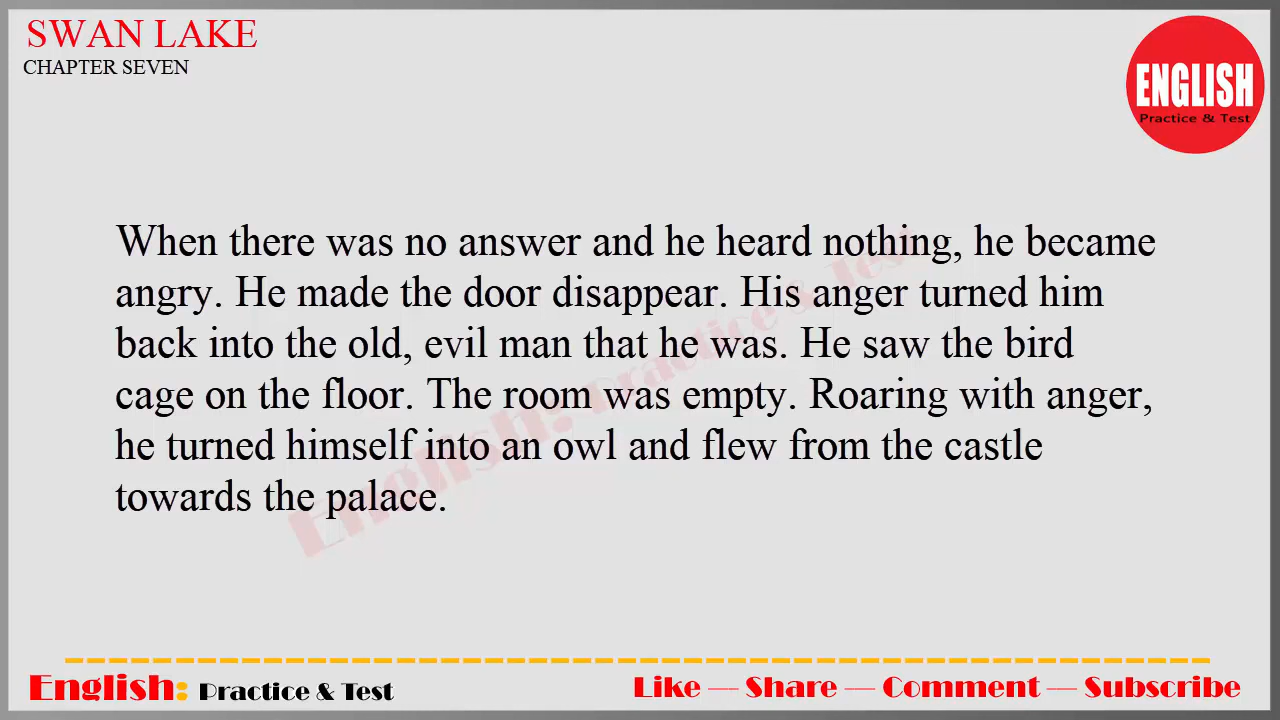 SWAN LAKE
CHAPTER SEVEN
ENGLISH
Practice & Test
When there was no answer and he heard nothing, he became
angry. He made the door disappear. His anger turned him
back into the old, evil man that he was. He saw the bird
cage on the floor. The room was empty. Roaring with anger,
he turned himself into an owl and flew from the castle
towards the palace.
English: Practice & Test
English: Practice & Test
Like — Share — Comment — Subscribe